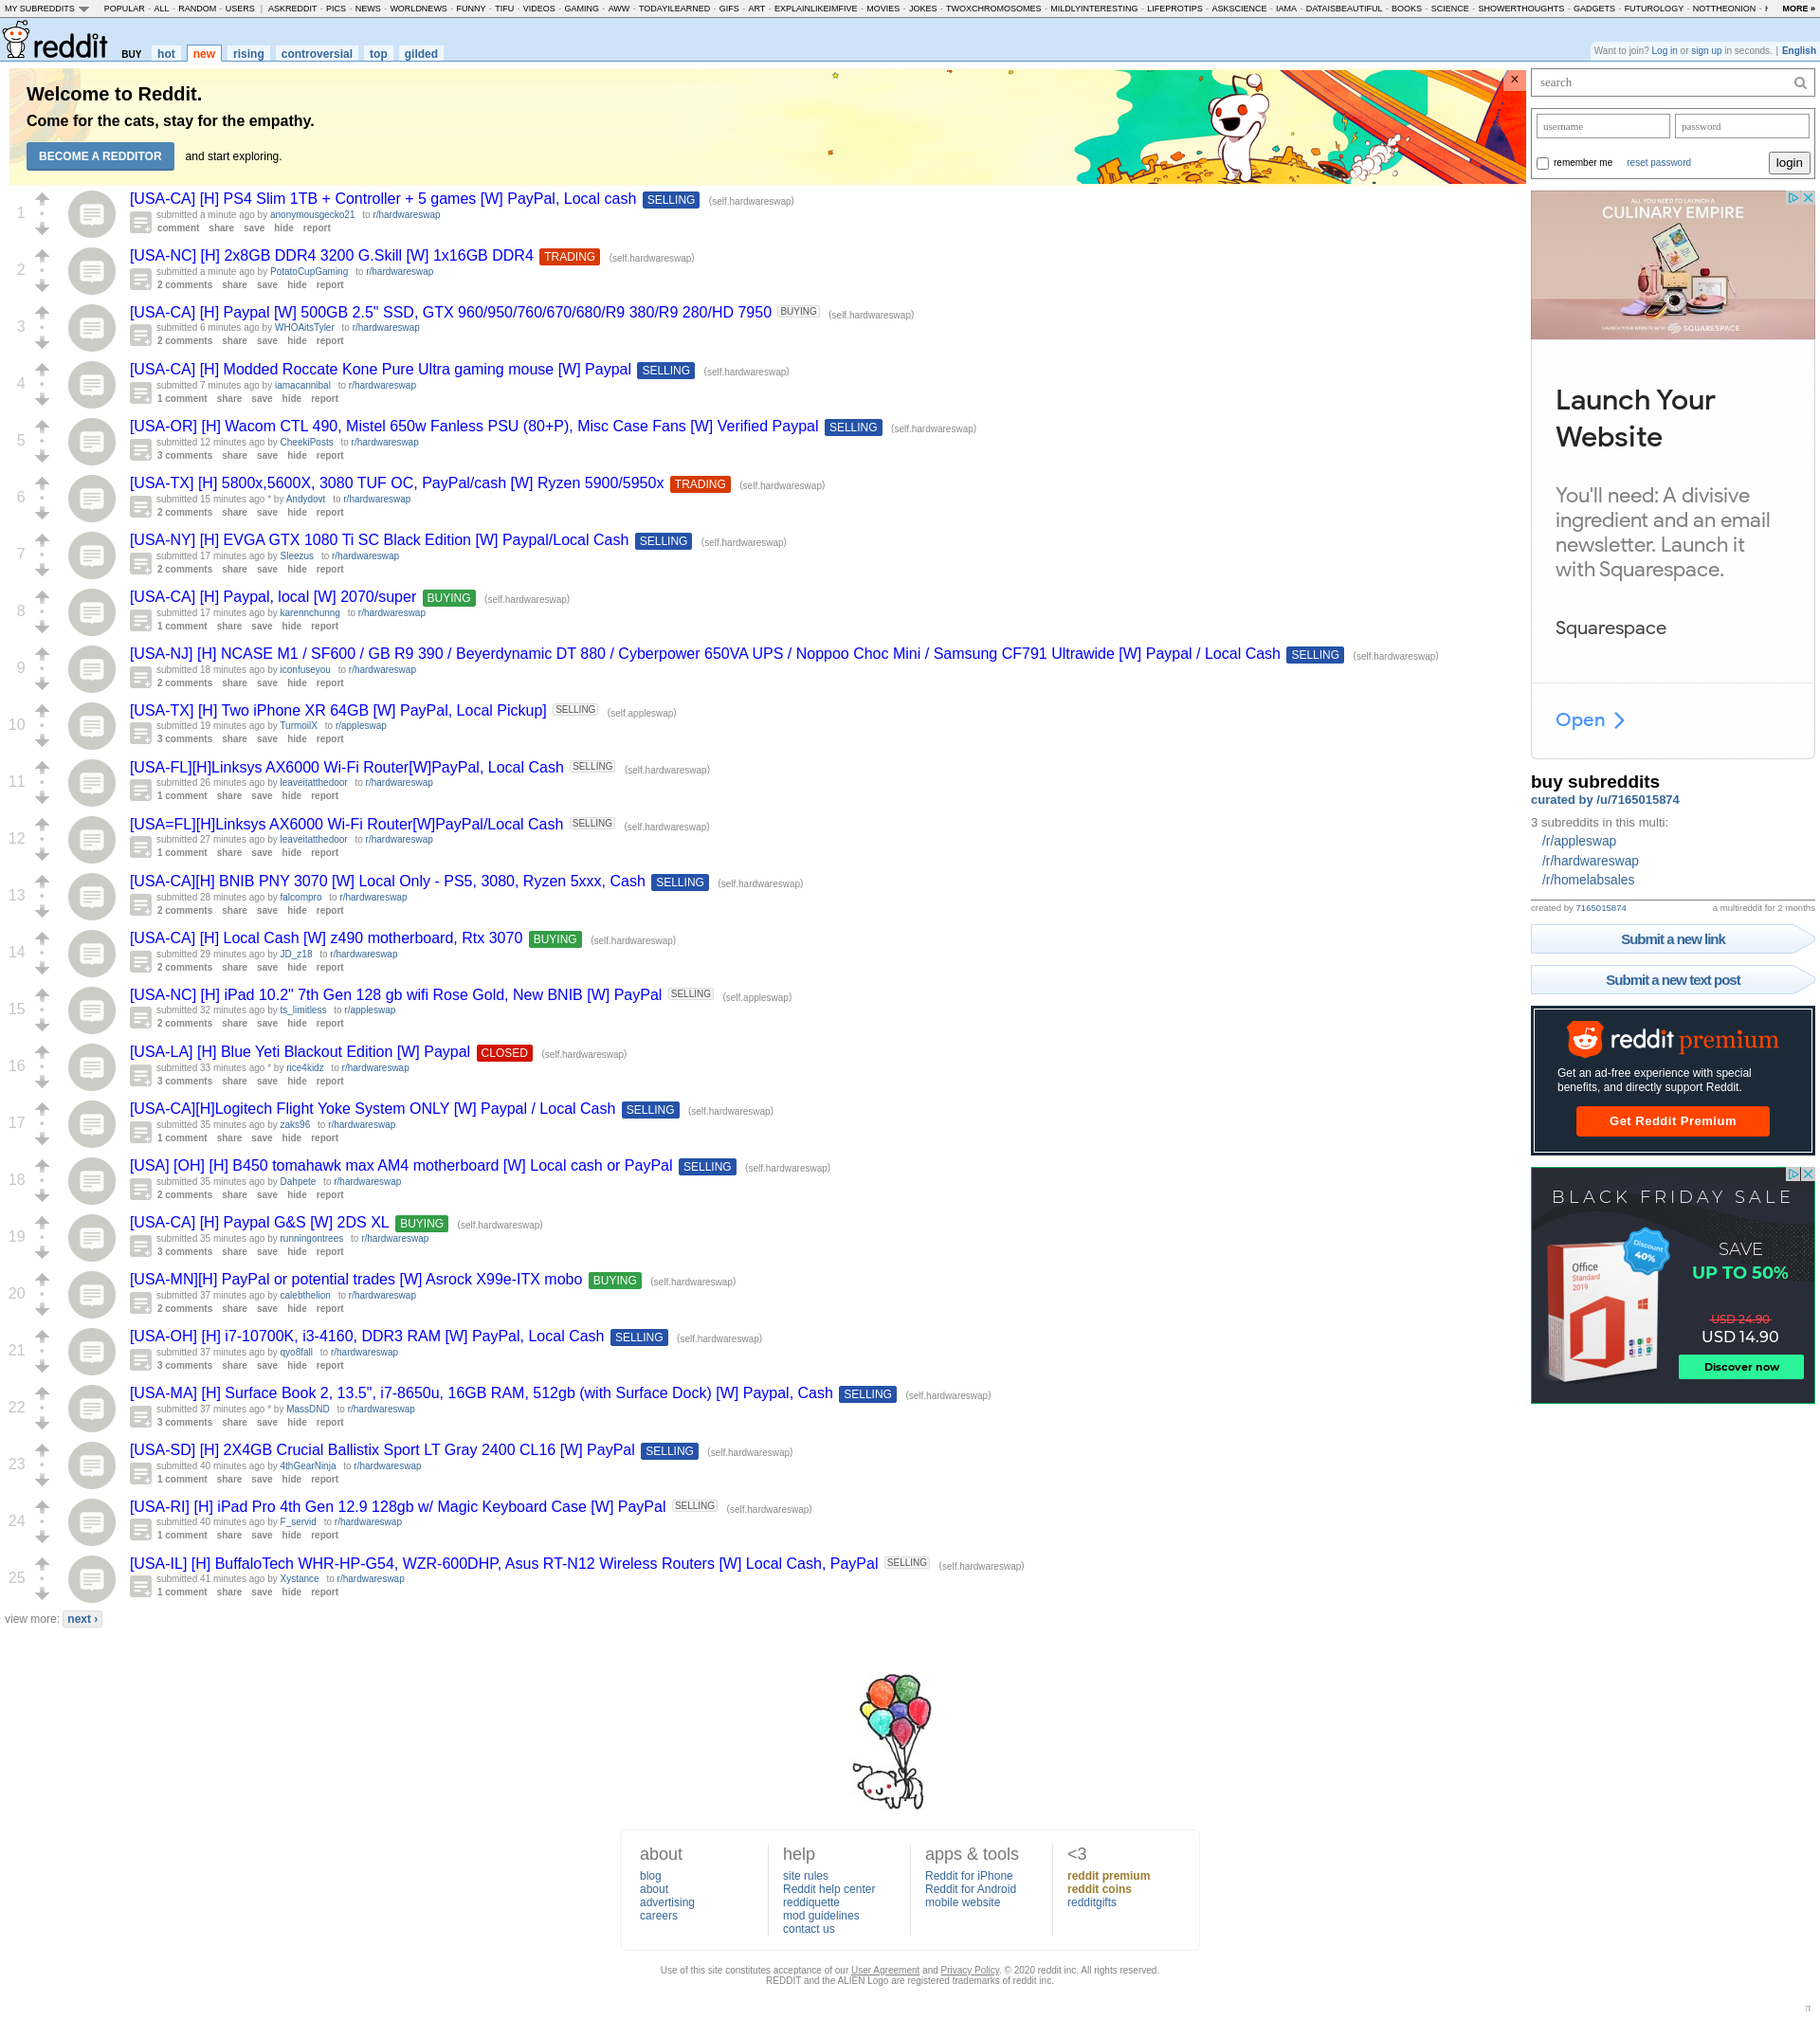 MY SUBREDDITS POPULAR - ALL - RANDOM - USERS | ASKREDDIT - PICS - NEWS - WORLDNEWS - FUNNY - TIFU - VIDEOS - GAMING - AWW - TODAYILEARNED - GIFS - ART - EXPLAINLIKEIMFIVE - MOVIES - JOKES - TWOXCHROMOSOMES - MILDLYINTERESTING - LIFEPROTIPS - ASKSCIENCE - IAMA - DATAISBEAUTIFUL - BOOKS - SCIENCE - SHOWERTHOUGHTS - GADGETS - FUTUROLOGY - NOTTHEONION - MORE »
reddit BUY hot new rising controversial top gilded
Want to join? Log in or sign up in seconds. | English
Welcome to Reddit.
Come for the cats, stay for the empathy.
BECOME A REDDITOR and start exploring.
×
1
[USA-CA] [H] PS4 Slim 1TB + Controller + 5 games [W] PayPal, Local cash SELLING (self.hardwareswap)
submitted a minute ago by anonymousgecko21 to r/hardwareswap
comment share save hide report
2
[USA-NC] [H] 2x8GB DDR4 3200 G.Skill [W] 1x16GB DDR4 TRADING (self.hardwareswap)
submitted a minute ago by PotatoCupGaming to r/hardwareswap
2 comments share save hide report
3
[USA-CA] [H] Paypal [W] 500GB 2.5" SSD, GTX 960/950/760/670/680/R9 380/R9 280/HD 7950 BUYING (self.hardwareswap)
submitted 6 minutes ago by WHOAitsTyler to r/hardwareswap
2 comments share save hide report
4
[USA-CA] [H] Modded Roccate Kone Pure Ultra gaming mouse [W] Paypal SELLING (self.hardwareswap)
submitted 7 minutes ago by iamacannibal to r/hardwareswap
1 comment share save hide report
5
[USA-OR] [H] Wacom CTL 490, Mistel 650w Fanless PSU (80+P), Misc Case Fans [W] Verified Paypal SELLING (self.hardwareswap)
submitted 12 minutes ago by CheekiPosts to r/hardwareswap
3 comments share save hide report
6
[USA-TX] [H] 5800x,5600X, 3080 TUF OC, PayPal/cash [W] Ryzen 5900/5950x TRADING (self.hardwareswap)
submitted 15 minutes ago * by Andydovt to r/hardwareswap
2 comments share save hide report
7
[USA-NY] [H] EVGA GTX 1080 Ti SC Black Edition [W] Paypal/Local Cash SELLING (self.hardwareswap)
submitted 17 minutes ago by Sleezus to r/hardwareswap
2 comments share save hide report
8
[USA-CA] [H] Paypal, local [W] 2070/super BUYING (self.hardwareswap)
submitted 17 minutes ago by karennchunng to r/hardwareswap
1 comment share save hide report
9
[USA-NJ] [H] NCASE M1 / SF600 / GB R9 390 / Beyerdynamic DT 880 / Cyberpower 650VA UPS / Noppoo Choc Mini / Samsung CF791 Ultrawide [W] Paypal / Local Cash SELLING (self.hardwareswap)
submitted 18 minutes ago by iconfuseyou to r/hardwareswap
2 comments share save hide report
10
[USA-TX] [H] Two iPhone XR 64GB [W] PayPal, Local Pickup] SELLING (self.appleswap)
submitted 19 minutes ago by TurmoilX to r/appleswap
3 comments share save hide report
11
[USA-FL][H]Linksys AX6000 Wi-Fi Router[W]PayPal, Local Cash SELLING (self.hardwareswap)
submitted 26 minutes ago by leaveitatthedoor to r/hardwareswap
1 comment share save hide report
12
[USA=FL][H]Linksys AX6000 Wi-Fi Router[W]PayPal/Local Cash SELLING (self.hardwareswap)
submitted 27 minutes ago by leaveitatthedoor to r/hardwareswap
1 comment share save hide report
13
[USA-CA][H] BNIB PNY 3070 [W] Local Only - PS5, 3080, Ryzen 5xxx, Cash SELLING (self.hardwareswap)
submitted 28 minutes ago by falcompro to r/hardwareswap
2 comments share save hide report
14
[USA-CA] [H] Local Cash [W] z490 motherboard, Rtx 3070 BUYING (self.hardwareswap)
submitted 29 minutes ago by JD_z18 to r/hardwareswap
2 comments share save hide report
15
[USA-NC] [H] iPad 10.2" 7th Gen 128 gb wifi Rose Gold, New BNIB [W] PayPal SELLING (self.appleswap)
submitted 32 minutes ago by ts_limitless to r/appleswap
2 comments share save hide report
16
[USA-LA] [H] Blue Yeti Blackout Edition [W] Paypal CLOSED (self.hardwareswap)
submitted 33 minutes ago * by rice4kidz to r/hardwareswap
3 comments share save hide report
17
[USA-CA][H]Logitech Flight Yoke System ONLY [W] Paypal / Local Cash SELLING (self.hardwareswap)
submitted 35 minutes ago by zaks96 to r/hardwareswap
1 comment share save hide report
18
[USA] [OH] [H] B450 tomahawk max AM4 motherboard [W] Local cash or PayPal SELLING (self.hardwareswap)
submitted 35 minutes ago by Dahpete to r/hardwareswap
2 comments share save hide report
19
[USA-CA] [H] Paypal G&S [W] 2DS XL BUYING (self.hardwareswap)
submitted 35 minutes ago by runningontrees to r/hardwareswap
3 comments share save hide report
20
[USA-MN][H] PayPal or potential trades [W] Asrock X99e-ITX mobo BUYING (self.hardwareswap)
submitted 37 minutes ago by calebthelion to r/hardwareswap
2 comments share save hide report
21
[USA-OH] [H] i7-10700K, i3-4160, DDR3 RAM [W] PayPal, Local Cash SELLING (self.hardwareswap)
submitted 37 minutes ago by qyo8fall to r/hardwareswap
3 comments share save hide report
22
[USA-MA] [H] Surface Book 2, 13.5", i7-8650u, 16GB RAM, 512gb (with Surface Dock) [W] Paypal, Cash SELLING (self.hardwareswap)
submitted 37 minutes ago * by MassDND to r/hardwareswap
3 comments share save hide report
23
[USA-SD] [H] 2X4GB Crucial Ballistix Sport LT Gray 2400 CL16 [W] PayPal SELLING (self.hardwareswap)
submitted 40 minutes ago by 4thGearNinja to r/hardwareswap
1 comment share save hide report
24
[USA-RI] [H] iPad Pro 4th Gen 12.9 128gb w/ Magic Keyboard Case [W] PayPal SELLING (self.hardwareswap)
submitted 40 minutes ago by F_servid to r/hardwareswap
1 comment share save hide report
25
[USA-IL] [H] BuffaloTech WHR-HP-G54, WZR-600DHP, Asus RT-N12 Wireless Routers [W] Local Cash, PayPal SELLING (self.hardwareswap)
submitted 41 minutes ago by Xystance to r/hardwareswap
1 comment share save hide report
view more: next ›
search
username password
remember me reset password login
ALL YOU NEED TO LAUNCH A
CULINARY EMPIRE
LAUNCH YOUR WEBSITE WITH SQUARESPACE
Launch Your
Website
You'll need: A divisive
ingredient and an email
newsletter. Launch it
with Squarespace.
Squarespace
Open
buy subreddits
curated by /u/7165015874
3 subreddits in this multi:
/r/appleswap
/r/hardwareswap
/r/homelabsales
created by 7165015874 a multireddit for 2 months
Submit a new link
Submit a new text post
reddit premium
Get an ad-free experience with special
benefits, and directly support Reddit.
Get Reddit Premium
BLACK FRIDAY SALE
Discount
40%
Office
Standard
2019
SAVE
UP TO 50%
USD 24.90
USD 14.90
Discover now
about
blog
about
advertising
careers
help
site rules
Reddit help center
reddiquette
mod guidelines
contact us
apps & tools
Reddit for iPhone
Reddit for Android
mobile website
<3
reddit premium
reddit coins
redditgifts
Use of this site constitutes acceptance of our User Agreement and Privacy Policy. © 2020 reddit inc. All rights reserved.
REDDIT and the ALIEN Logo are registered trademarks of reddit inc.
π